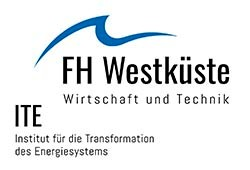 FH Westküste
Wirtschaft und Technik
ITE
Institut für die Transformation
des Energiesystems